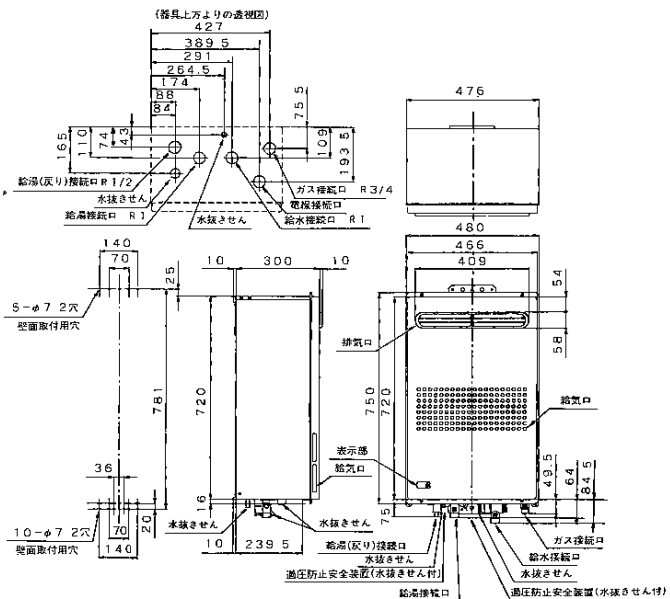 (器具上方よりの透視図)
427
389.5
291
264.5
174
88
84
75.5
165
110
74
43
109
193.5
給湯(戻り)接続口 R1/2
水抜きせん
給湯接続口 R1
水抜きせん
ガス接続口 R3/4
電線接続口
給水接続口 R1
476
480
466
409
140
70
25
10 300 10
54
58
5-φ7.2穴
壁面取付用穴
排気口
781
720
750
720
給気口
表示部
給気口
36
16
49.5
64
84.5
75
水抜きせん
水抜きせん
10-φ7.2穴
壁面取付用穴
70
20
140
10 239.5
給湯(戻り)接続口
水抜きせん
過圧防止安全装置(水抜きせん付)
給湯接続口
ガス接続口
給水接続口
水抜きせん
過圧防止安全装置(水抜きせん付)